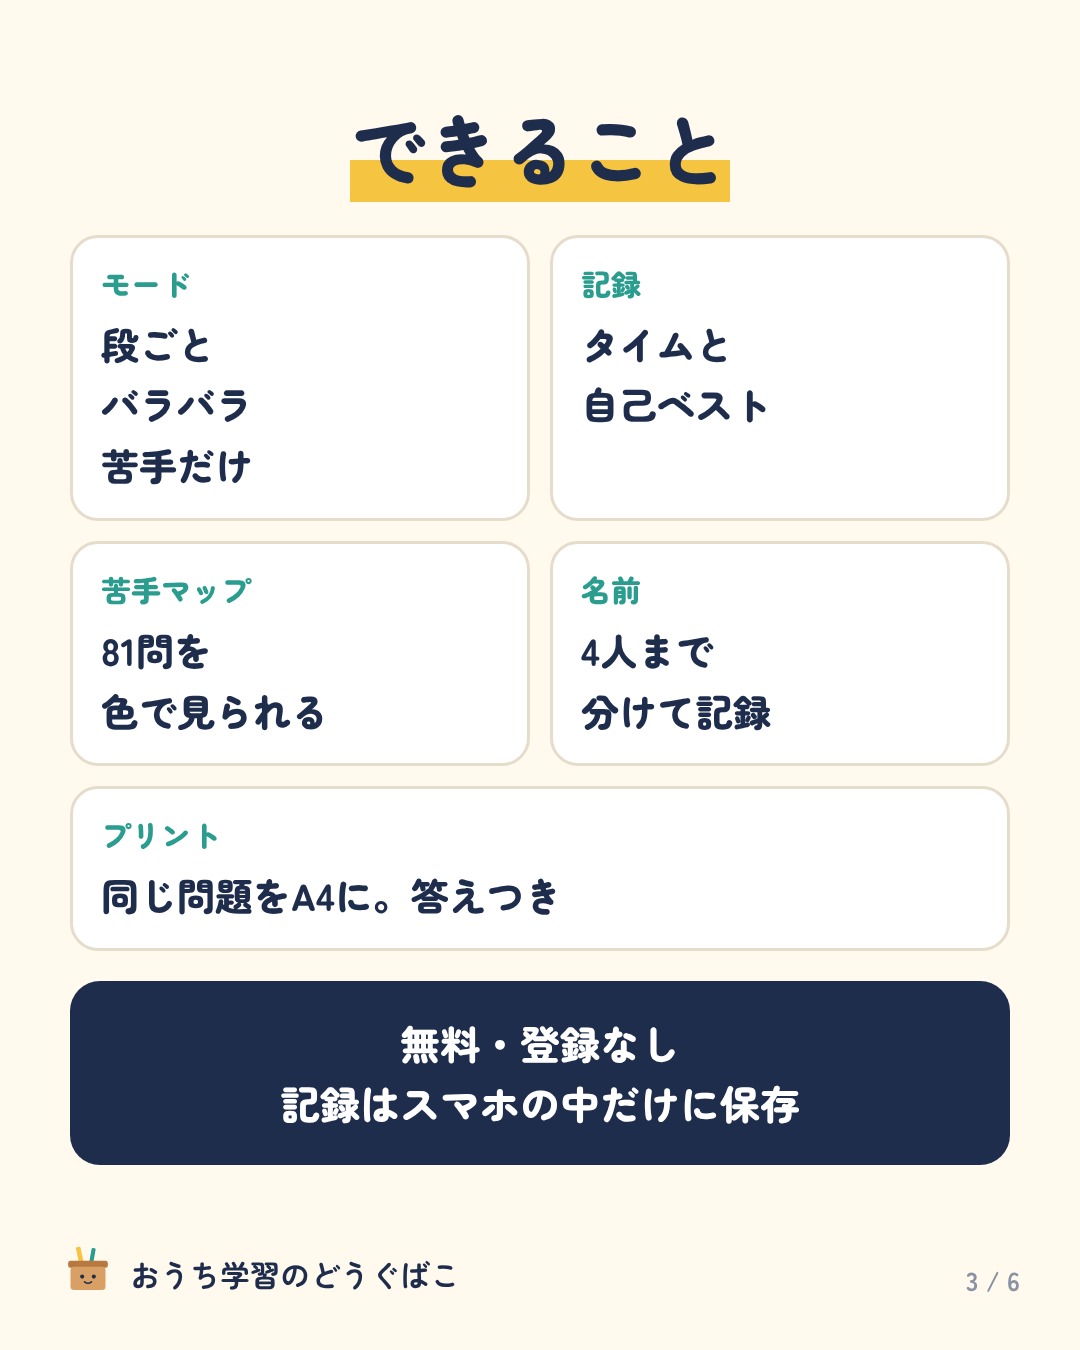 できること
モード
段ごと
バラバラ
苦手だけ
記録
タイムと
自己ベスト
苦手マップ
81問を
色で見られる
名前
4人まで
分けて記録
プリント
同じ問題をA4に。答えつき
無料・登録なし
記録はスマホの中だけに保存
おうち学習のどうぐばこ
3 / 6